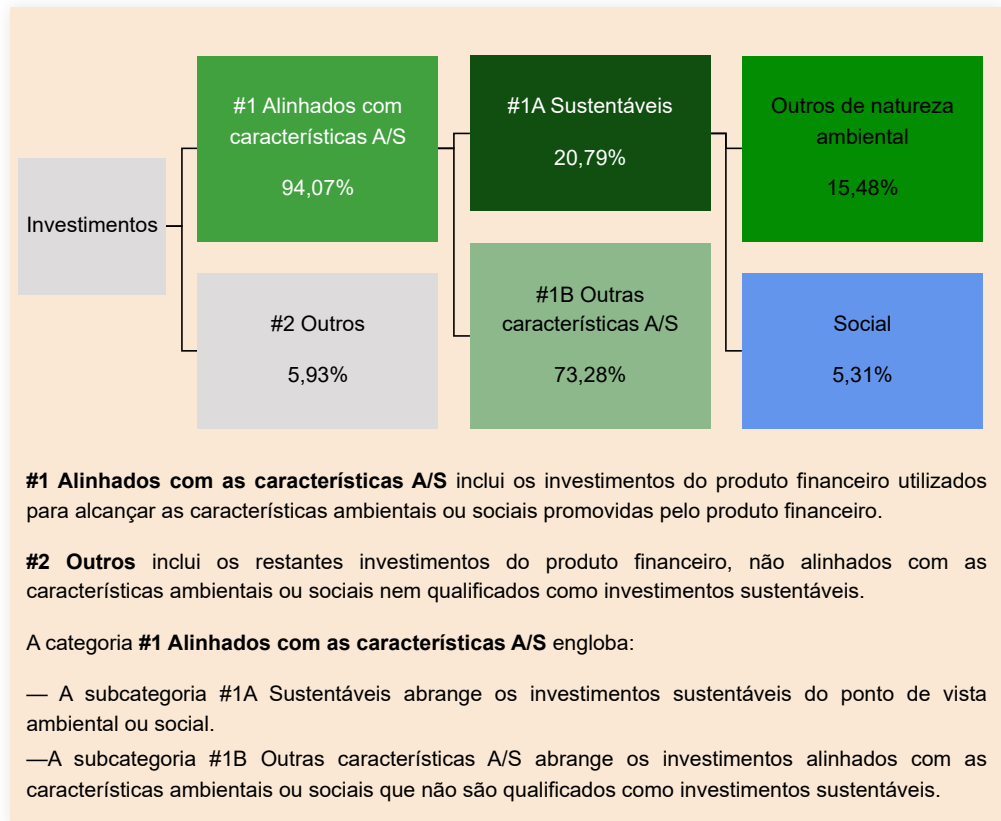 #1 Alinhados com
características A/S
94,07%
#1A Sustentáveis
20,79%
Outros de natureza
ambiental
15,48%
Investimentos
#2 Outros
5,93%
#1B Outras
características A/S
73,28%
Social
5,31%
#1 Alinhados com as características A/S inclui os investimentos do produto financeiro utilizados
para alcançar as características ambientais ou sociais promovidas pelo produto financeiro.
#2 Outros inclui os restantes investimentos do produto financeiro, não alinhados com as
características ambientais ou sociais nem qualificados como investimentos sustentáveis.
A categoria #1 Alinhados com as características A/S engloba:
— A subcategoria #1A Sustentáveis abrange os investimentos sustentáveis do ponto de vista
ambiental ou social.
—A subcategoria #1B Outras características A/S abrange os investimentos alinhados com as
características ambientais ou sociais que não são qualificados como investimentos sustentáveis.